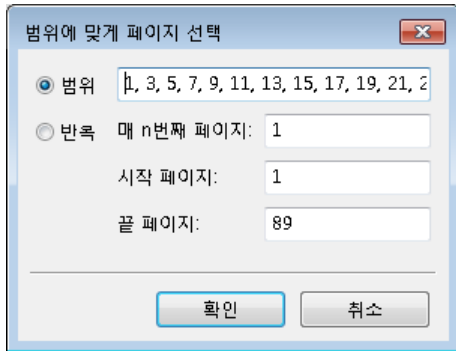 범위에 맞게 페이지 선택
범위 1, 3, 5, 7, 9, 11, 13, 15, 17, 19, 21, 2
반록 매 n번째 페이지: 1
시작 페이지: 1
끝 페이지: 89
확인 취소